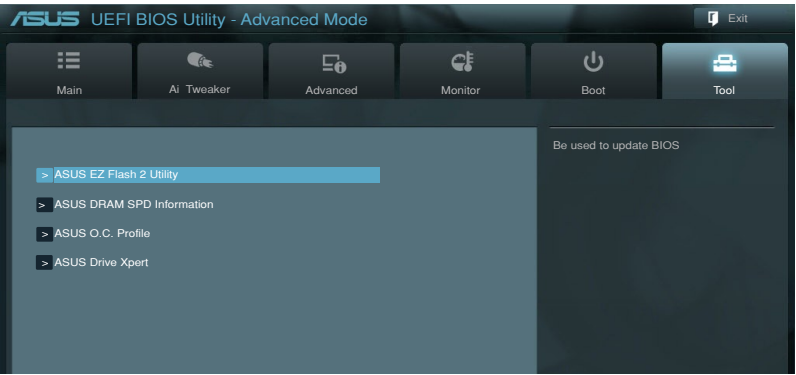 ASUS UEFI BIOS Utility - Advanced Mode
Exit
Main
Ai Tweaker
Advanced
Monitor
Boot
Tool
Be used to update BIOS
> ASUS EZ Flash 2 Utility
> ASUS DRAM SPD Information
> ASUS O.C. Profile
> ASUS Drive Xpert